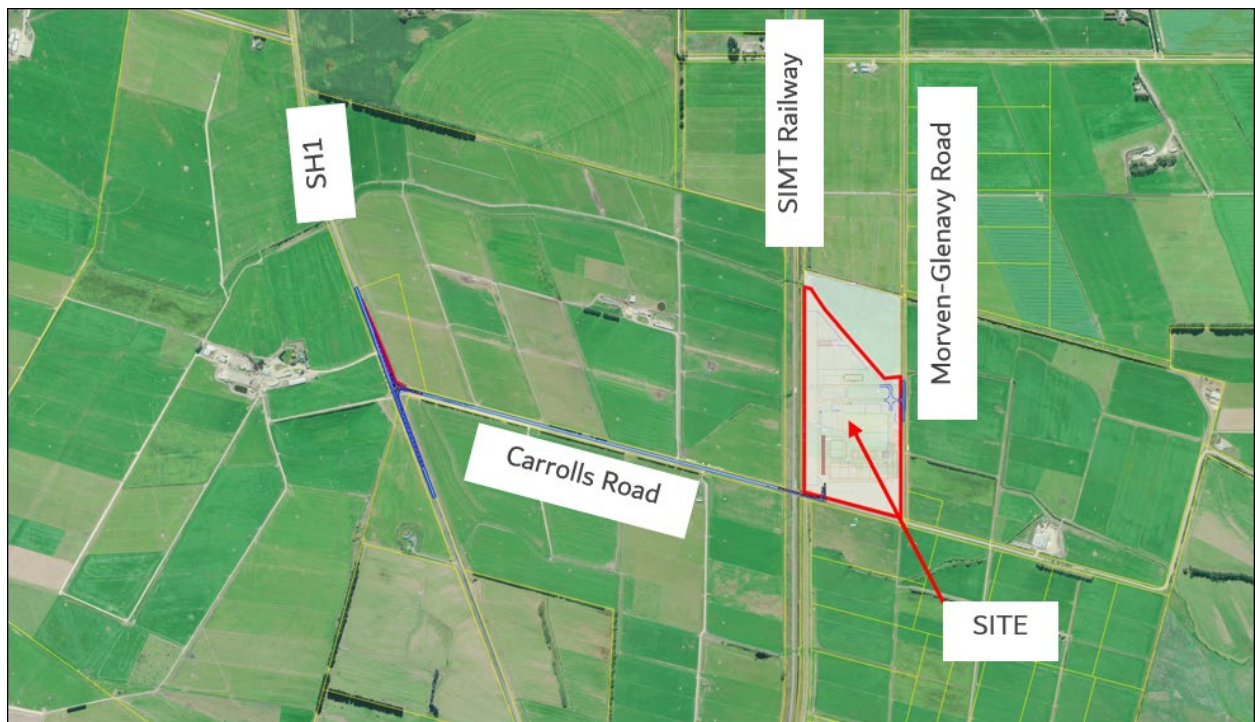 SH1
SIMT Railway
Morven-Glenavy Road
Carrolls Road
SITE